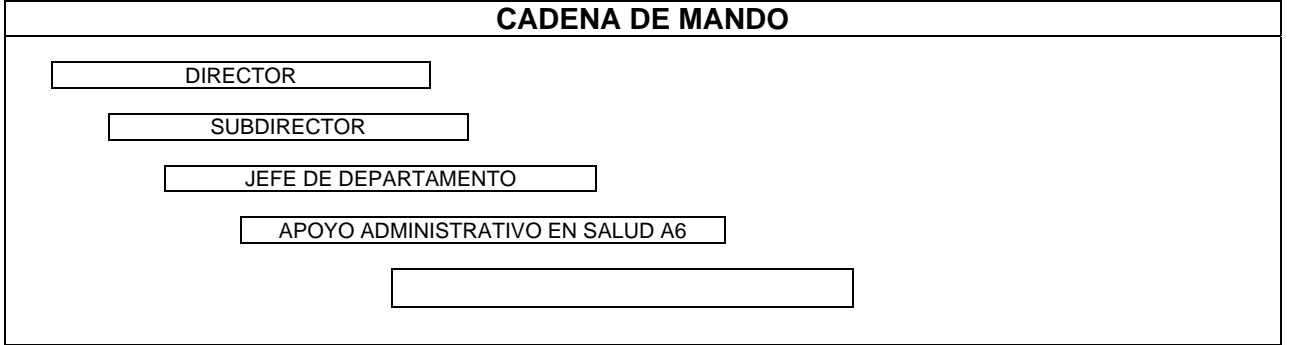 CADENA DE MANDO
DIRECTOR
SUBDIRECTOR
JEFE DE DEPARTAMENTO
APOYO ADMINISTRATIVO EN SALUD A6